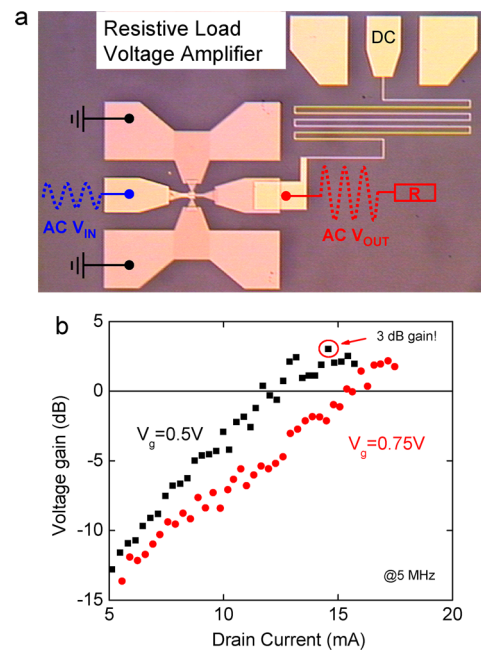 a
Resistive Load
Voltage Amplifier
DC
AC VIN
AC VOUT
R
b
5
0
-5
-10
-15
Voltage gain (dB)
3 dB gain!
Vg=0.5V
Vg=0.75V
@5 MHz
5
10
15
20
Drain Current (mA)